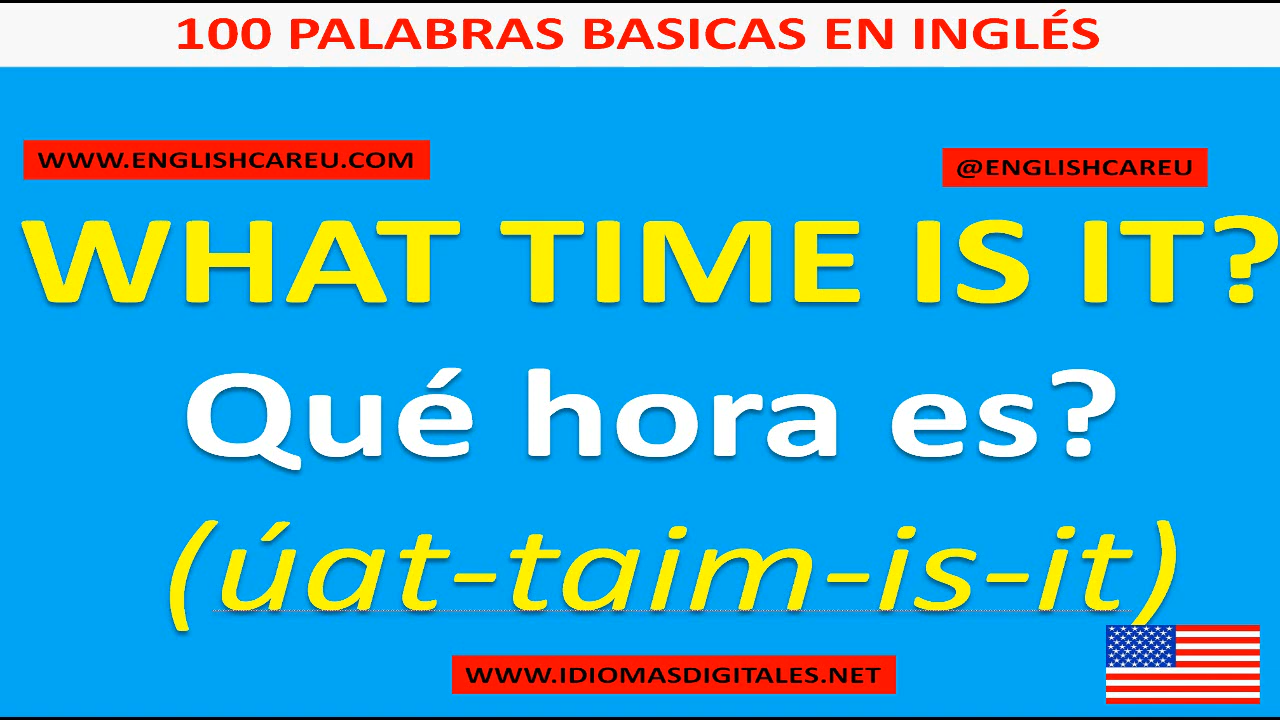 100 PALABRAS BASICAS EN INGLÉS
WWW.ENGLISHCAREU.COM
@ENGLISHCAREU
WHAT TIME IS IT?
Qué hora es?
(úat-taim-is-it)
WWW.IDIOMASDIGITALES.NET